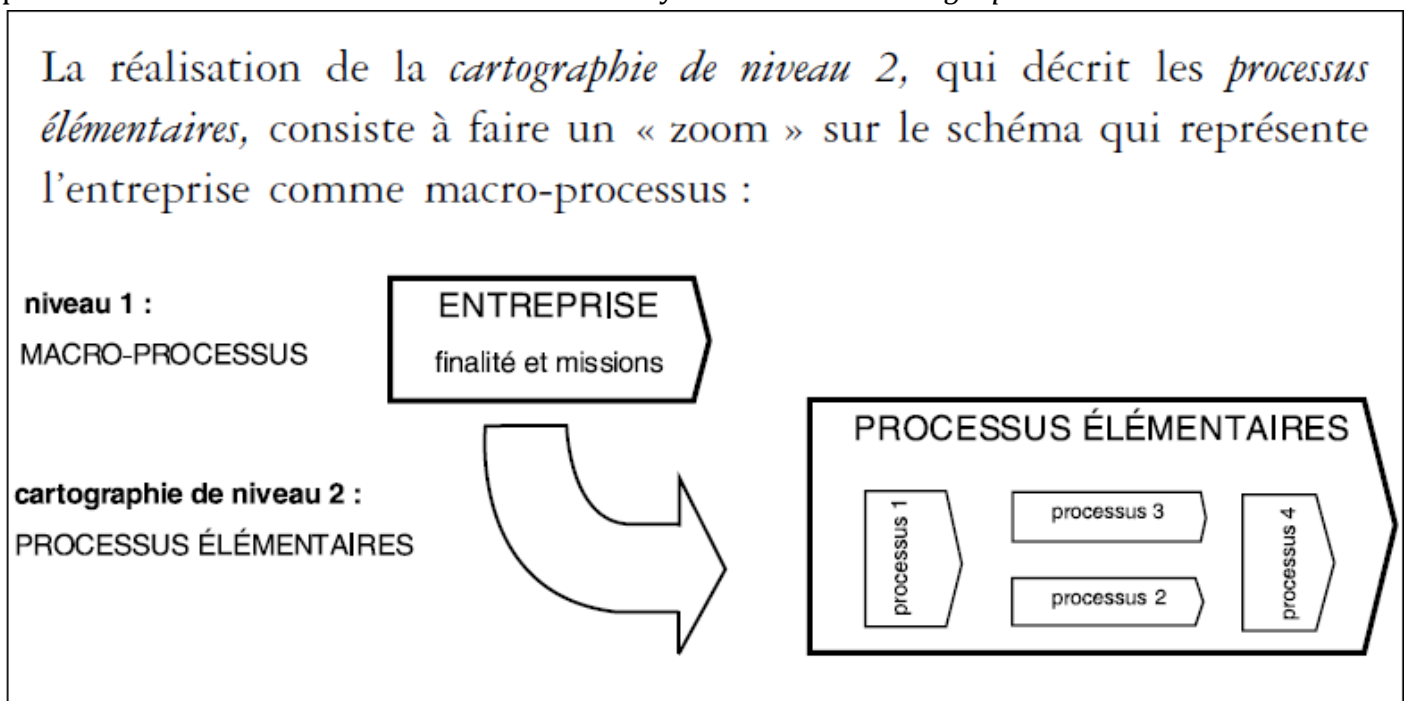 La réalisation de la cartographie de niveau 2, qui décrit les processus
élémentaires, consiste à faire un « zoom » sur le schéma qui représente
l'entreprise comme macro-processus :
niveau 1 :
MACRO-PROCESSUS
ENTREPRISE
finalité et missions
cartographie de niveau 2 :
PROCESSUS ÉLÉMENTAIRES
PROCESSUS ÉLÉMENTAIRES
processus 1
processus 3
processus 2
processus 4